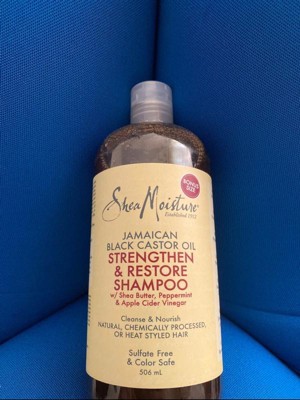 BONUS
SIZE
SheaMoisture
Established 1912
JAMAICAN
BLACK CASTOR OIL
STRENGTHEN
& RESTORE
SHAMPOO
w/ Shea Butter, Peppermint
& Apple Cider Vinegar
Cleanse & Nourish
NATURAL, CHEMICALLY PROCESSED,
OR HEAT STYLED HAIR
Sulfate Free
& Color Safe
506 mL